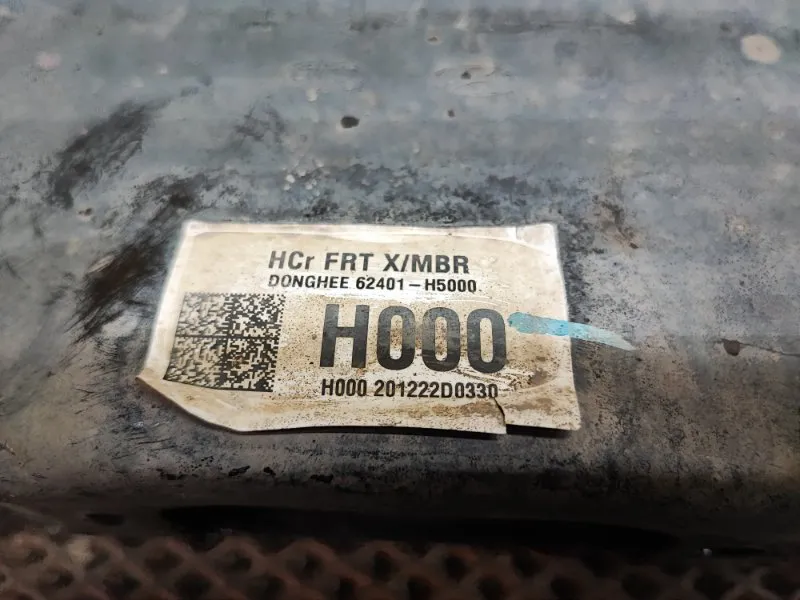 HCr FRT X/MBR
DONGHEE 62401-H5000
H000
H000 201222D0330